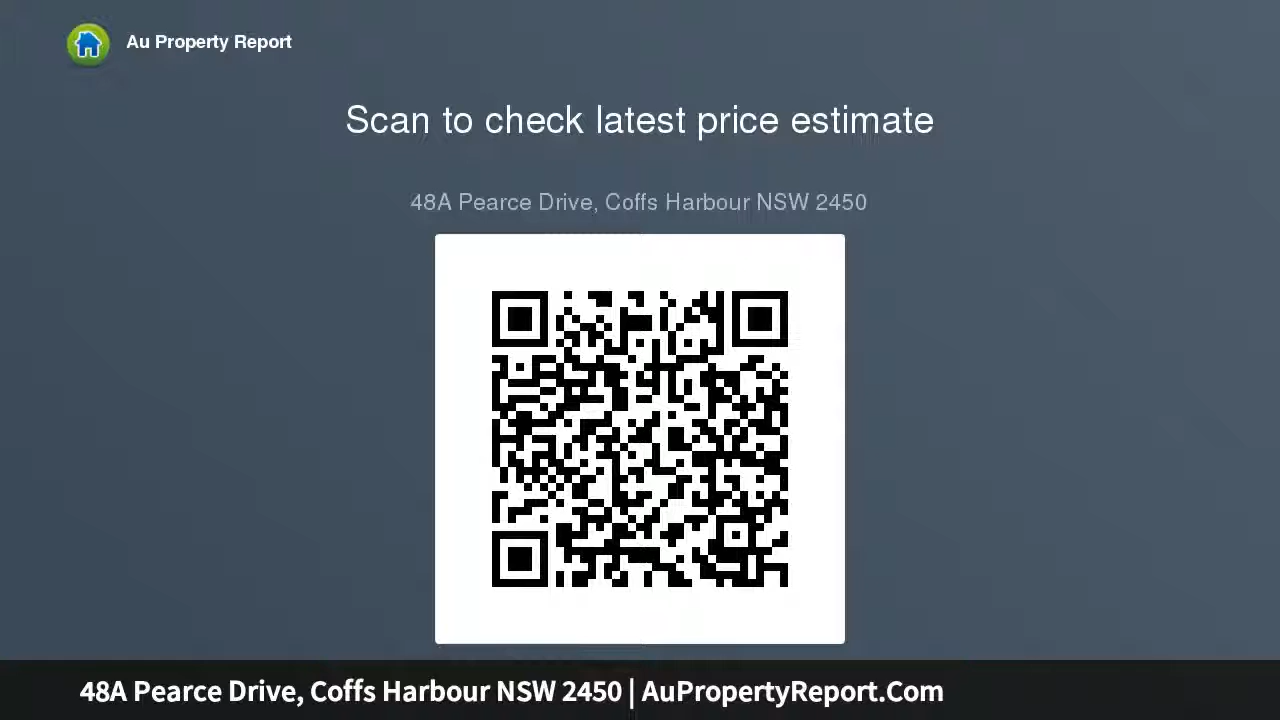 Au Property Report
Scan to check latest price estimate
48A Pearce Drive, Coffs Harbour NSW 2450
48A Pearce Drive, Coffs Harbour NSW 2450 | AuPropertyReport.Com